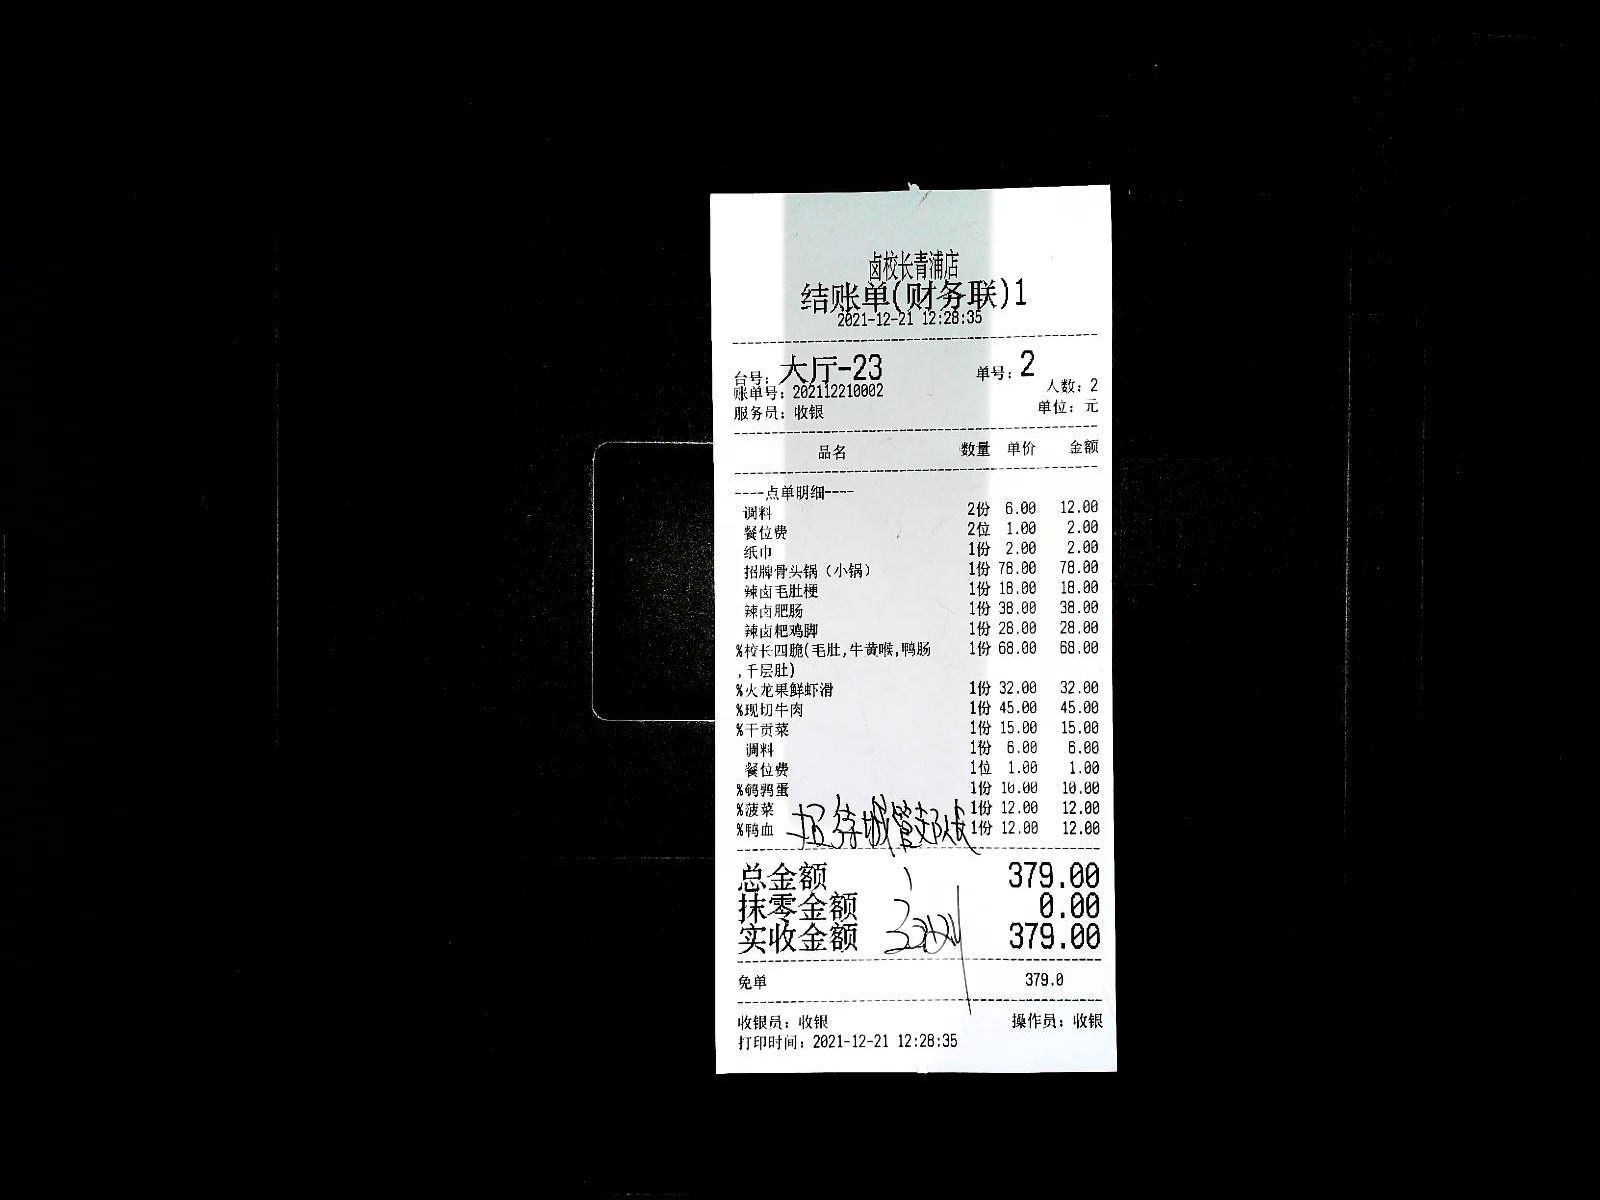 卤校长青浦店
结账单(财务联)1
2021-12-21 12:28:35
台号: 大厅-23 单号: 2
账单号: 202112210002 人数: 2
服务员: 收银 单位: 元
品名 数量 单价 金额
----点单明细----
调料 2份 6.00 12.00
餐位费 2位 1.00 2.00
纸巾 1份 2.00 2.00
招牌骨头锅（小锅） 1份 78.00 78.00
辣卤毛肚梗 1份 18.00 18.00
辣卤肥肠 1份 38.00 38.00
辣卤粑鸡脚 1份 28.00 28.00
%校长四脆(毛肚,牛黄喉,鸭肠 1份 68.00 68.00
,千层肚)
%火龙果鲜虾滑 1份 32.00 32.00
%现切牛肉 1份 45.00 45.00
%干贡菜 1份 15.00 15.00
调料 1份 6.00 6.00
餐位费 1位 1.00 1.00
%鹌鹑蛋 1份 10.00 10.00
%菠菜 1份 12.00 12.00
%鸭血 1份 12.00 12.00
招待城管
总金额 379.00
抹零金额 0.00
实收金额 379.00
免单 379.0
收银员: 收银 操作员: 收银
打印时间: 2021-12-21 12:28:35